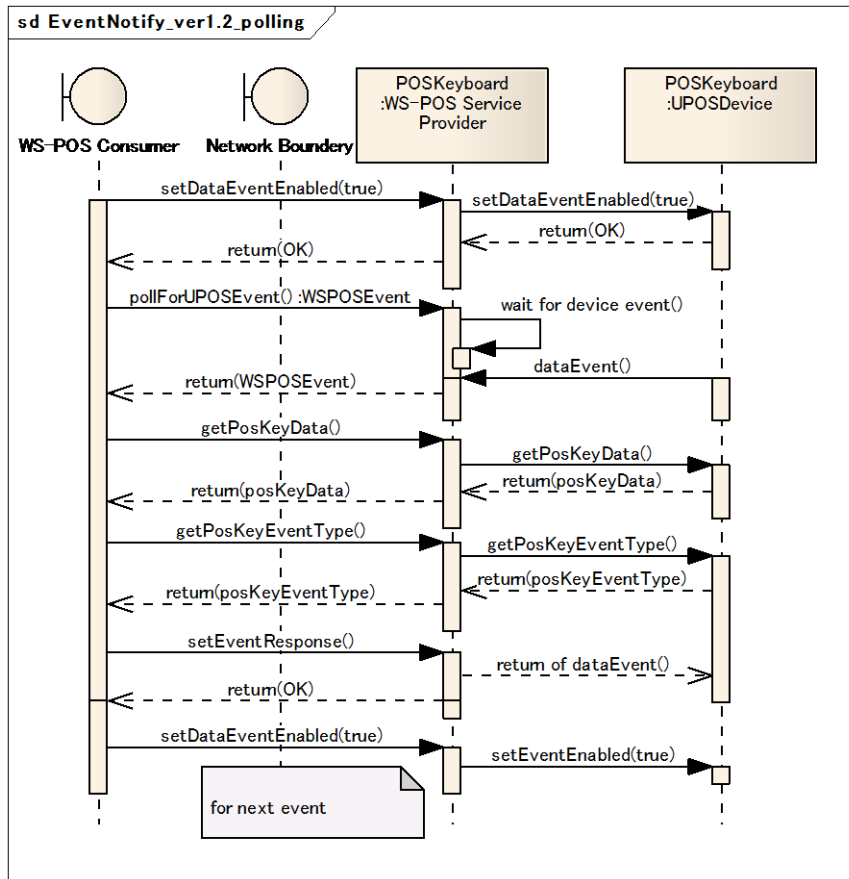 sd EventNotify_ver1.2_polling
POSKeyboard
:WS-POS Service
Provider
POSKeyboard
:UPOSDevice
WS-POS Consumer
Network Boundery
setDataEventEnabled(true)
setDataEventEnabled(true)
return(OK)
return(OK)
pollForUPOSEvent() :WSPOSEvent
wait for device event()
dataEvent()
return(WSPOSEvent)
getPosKeyData()
getPosKeyData()
return(posKeyData)
return(posKeyData)
getPosKeyEventType()
getPosKeyEventType()
return(posKeyEventType)
return(posKeyEventType)
setEventResponse()
return of dataEvent()
return(OK)
setDataEventEnabled(true)
setEventEnabled(true)
for next event